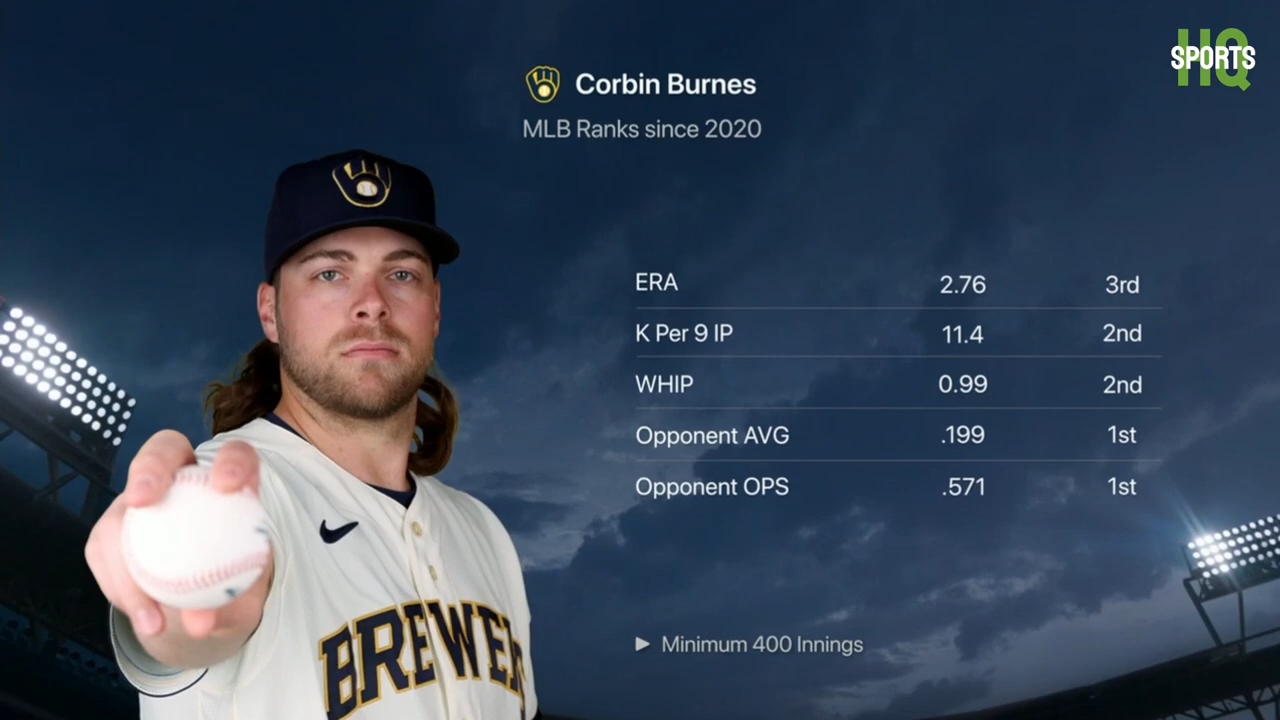 HQ
SPORTS
Corbin Burnes
MLB Ranks since 2020
ERA 2.76 3rd
K Per 9 IP 11.4 2nd
WHIP 0.99 2nd
Opponent AVG .199 1st
Opponent OPS .571 1st
► Minimum 400 Innings
BREWER